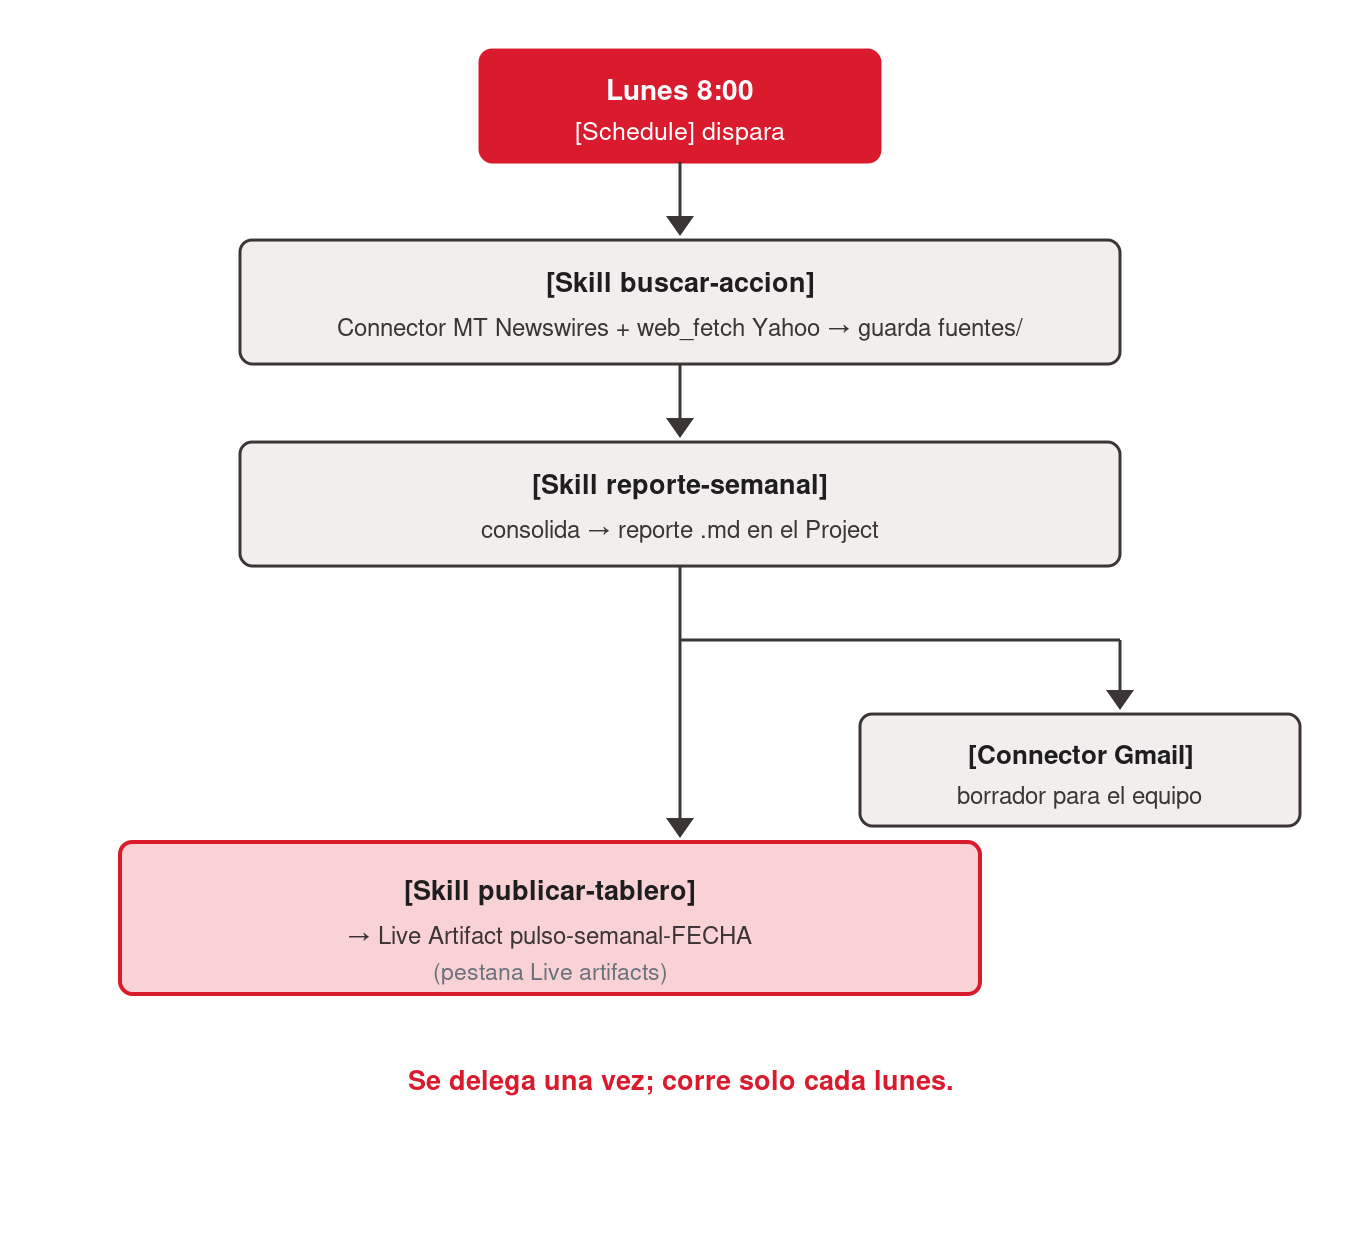 Lunes 8:00
[Schedule] dispara
[Skill buscar-accion]
Connector MT Newswires + web_fetch Yahoo → guarda fuentes/
[Skill reporte-semanal]
consolida → reporte .md en el Project
[Connector Gmail]
borrador para el equipo
[Skill publicar-tablero]
→ Live Artifact pulso-semanal-FECHA
(pestana Live artifacts)
Se delega una vez; corre solo cada lunes.